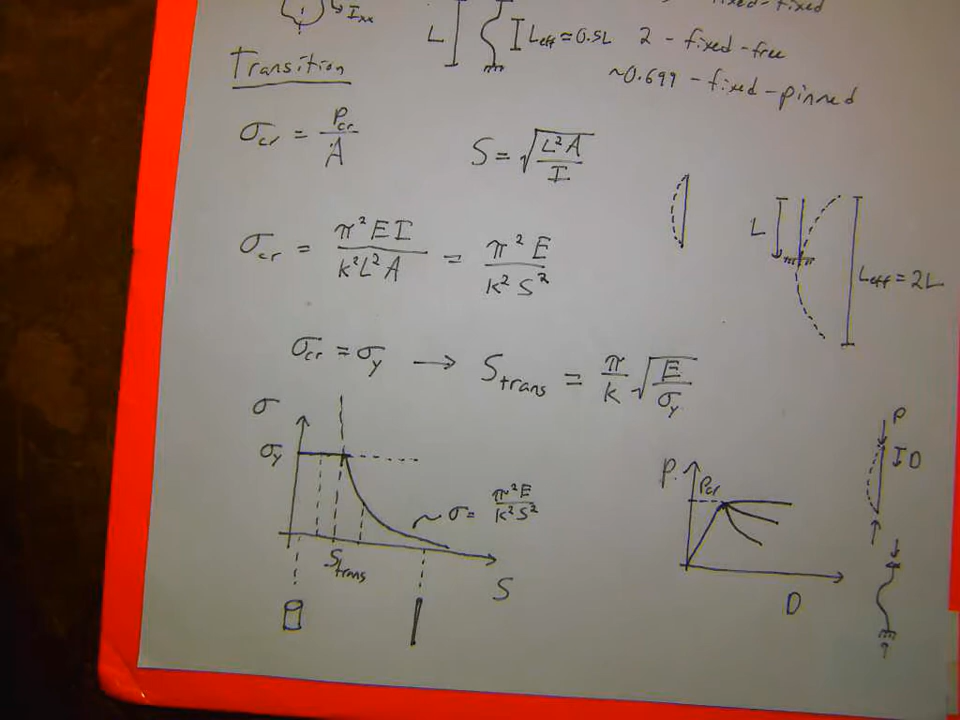 fixed-fixed
Ixx
L
Leff = 0.5L
2 - fixed-free
~0.699 - fixed-pinned
Transition
σcr = Pcr / A
S = √(L²A / I)
σcr = π²EI / k²L²A = π²E / k²S²
L
Leff = 2L
σcr = σy → Strans = π/k √(E / σy)
σ
σy
~ σ = π²E / k²S²
Strans
S
P
Pcr
D
P
D